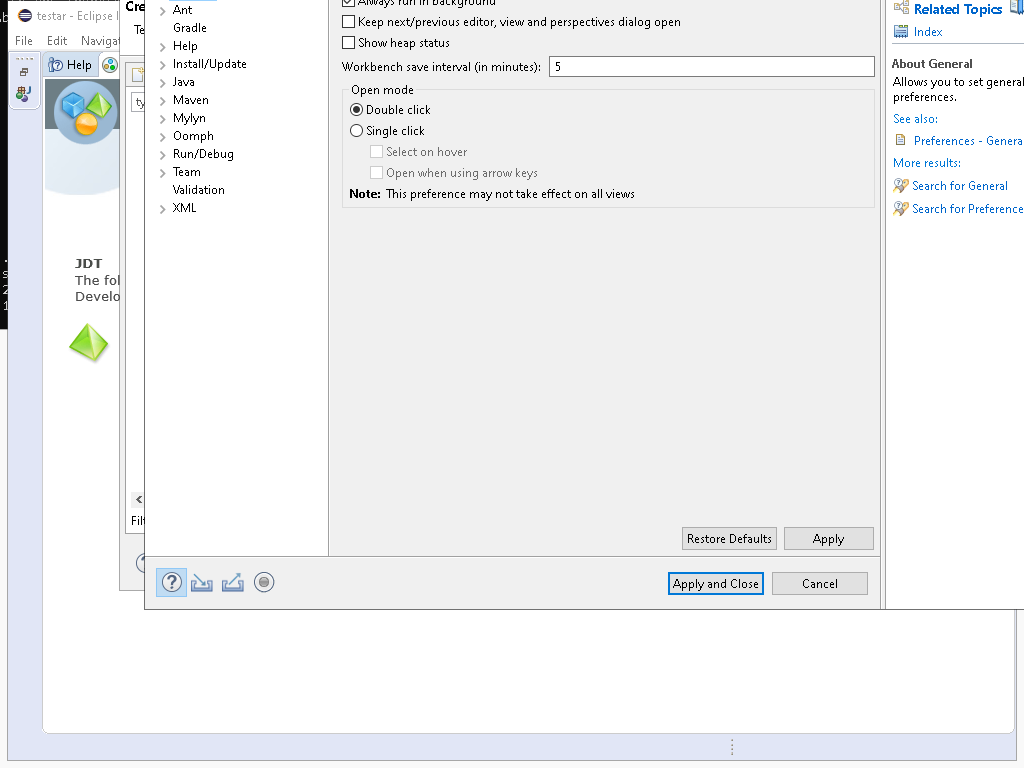 testar - Eclipse I
File Edit Navigat
Help
Cre
Te
ty
JDT
The fol
Develo
Filt
Ant
Gradle
Help
Install/Update
Java
Maven
Mylyn
Oomph
Run/Debug
Team
Validation
XML
Always run in background
Keep next/previous editor, view and perspectives dialog open
Show heap status
Workbench save interval (in minutes): 5
Open mode
Double click
Single click
Select on hover
Open when using arrow keys
Note: This preference may not take effect on all views
Restore Defaults Apply
Apply and Close Cancel
Related Topics
Index
About General
Allows you to set general
preferences.
See also:
Preferences - Genera
More results:
Search for General
Search for Preference